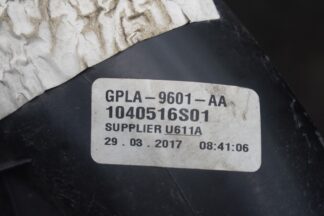 GPLA-9601-AA
1040516S01
SUPPLIER U611A
29.03.2017 08:41:06